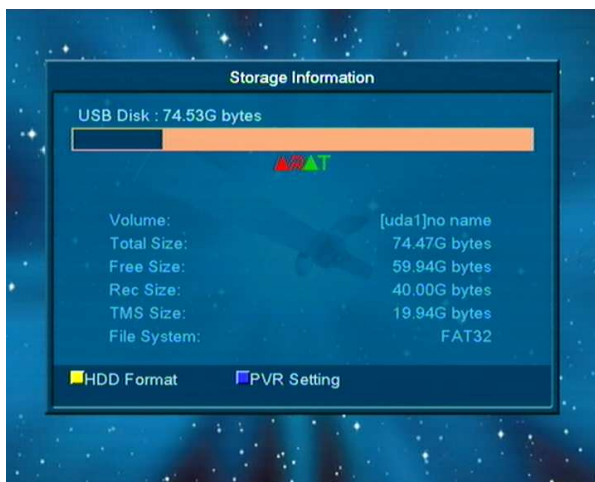 Storage Information
USB Disk : 74.53G bytes
Volume: [uda1]no name
Total Size: 74.47G bytes
Free Size: 59.94G bytes
Rec Size: 40.00G bytes
TMS Size: 19.94G bytes
File System: FAT32
HDD Format PVR Setting